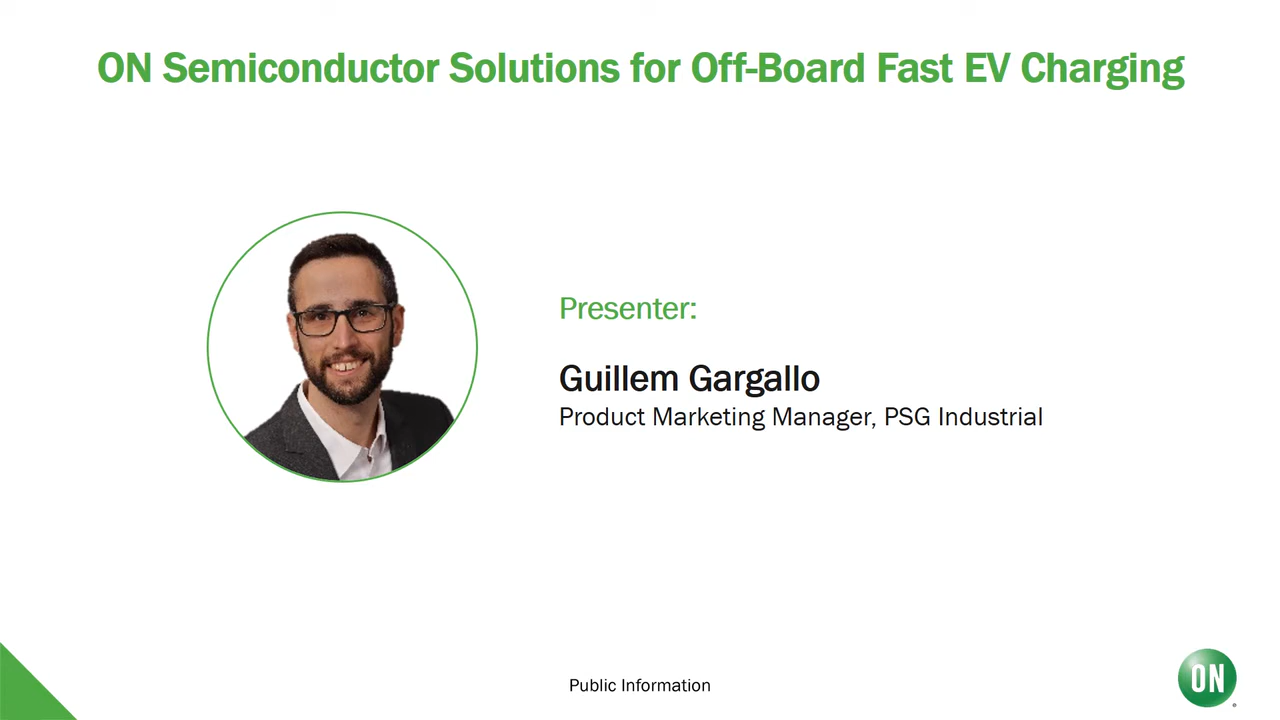 ON Semiconductor Solutions for Off-Board Fast EV Charging
Presenter:
Guillem Gargallo
Product Marketing Manager, PSG Industrial
Public Information
ON